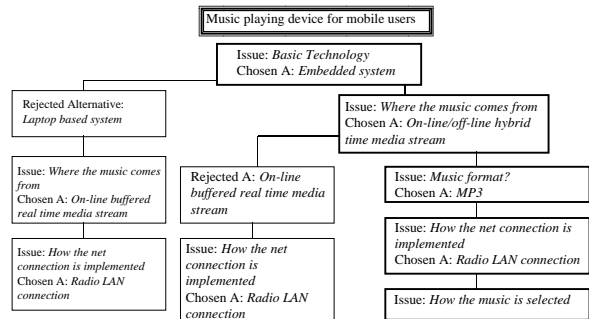 Music playing device for mobile users
Issue: Basic Technology
Chosen A: Embedded system
Rejected Alternative:
Laptop based system
Issue: Where the music comes from
Chosen A: On-line/off-line hybrid
time media stream
Issue: Where the music comes
from
Chosen A: On-line buffered
real time media stream
Rejected A: On-line
buffered real time media
stream
Issue: Music format?
Chosen A: MP3
Issue: How the net
connection is implemented
Chosen A: Radio LAN
connection
Issue: How the net
connection is
implemented
Chosen A: Radio LAN
connection
Issue: How the net connection is
implemented
Chosen A: Radio LAN connection
Issue: How the music is selected